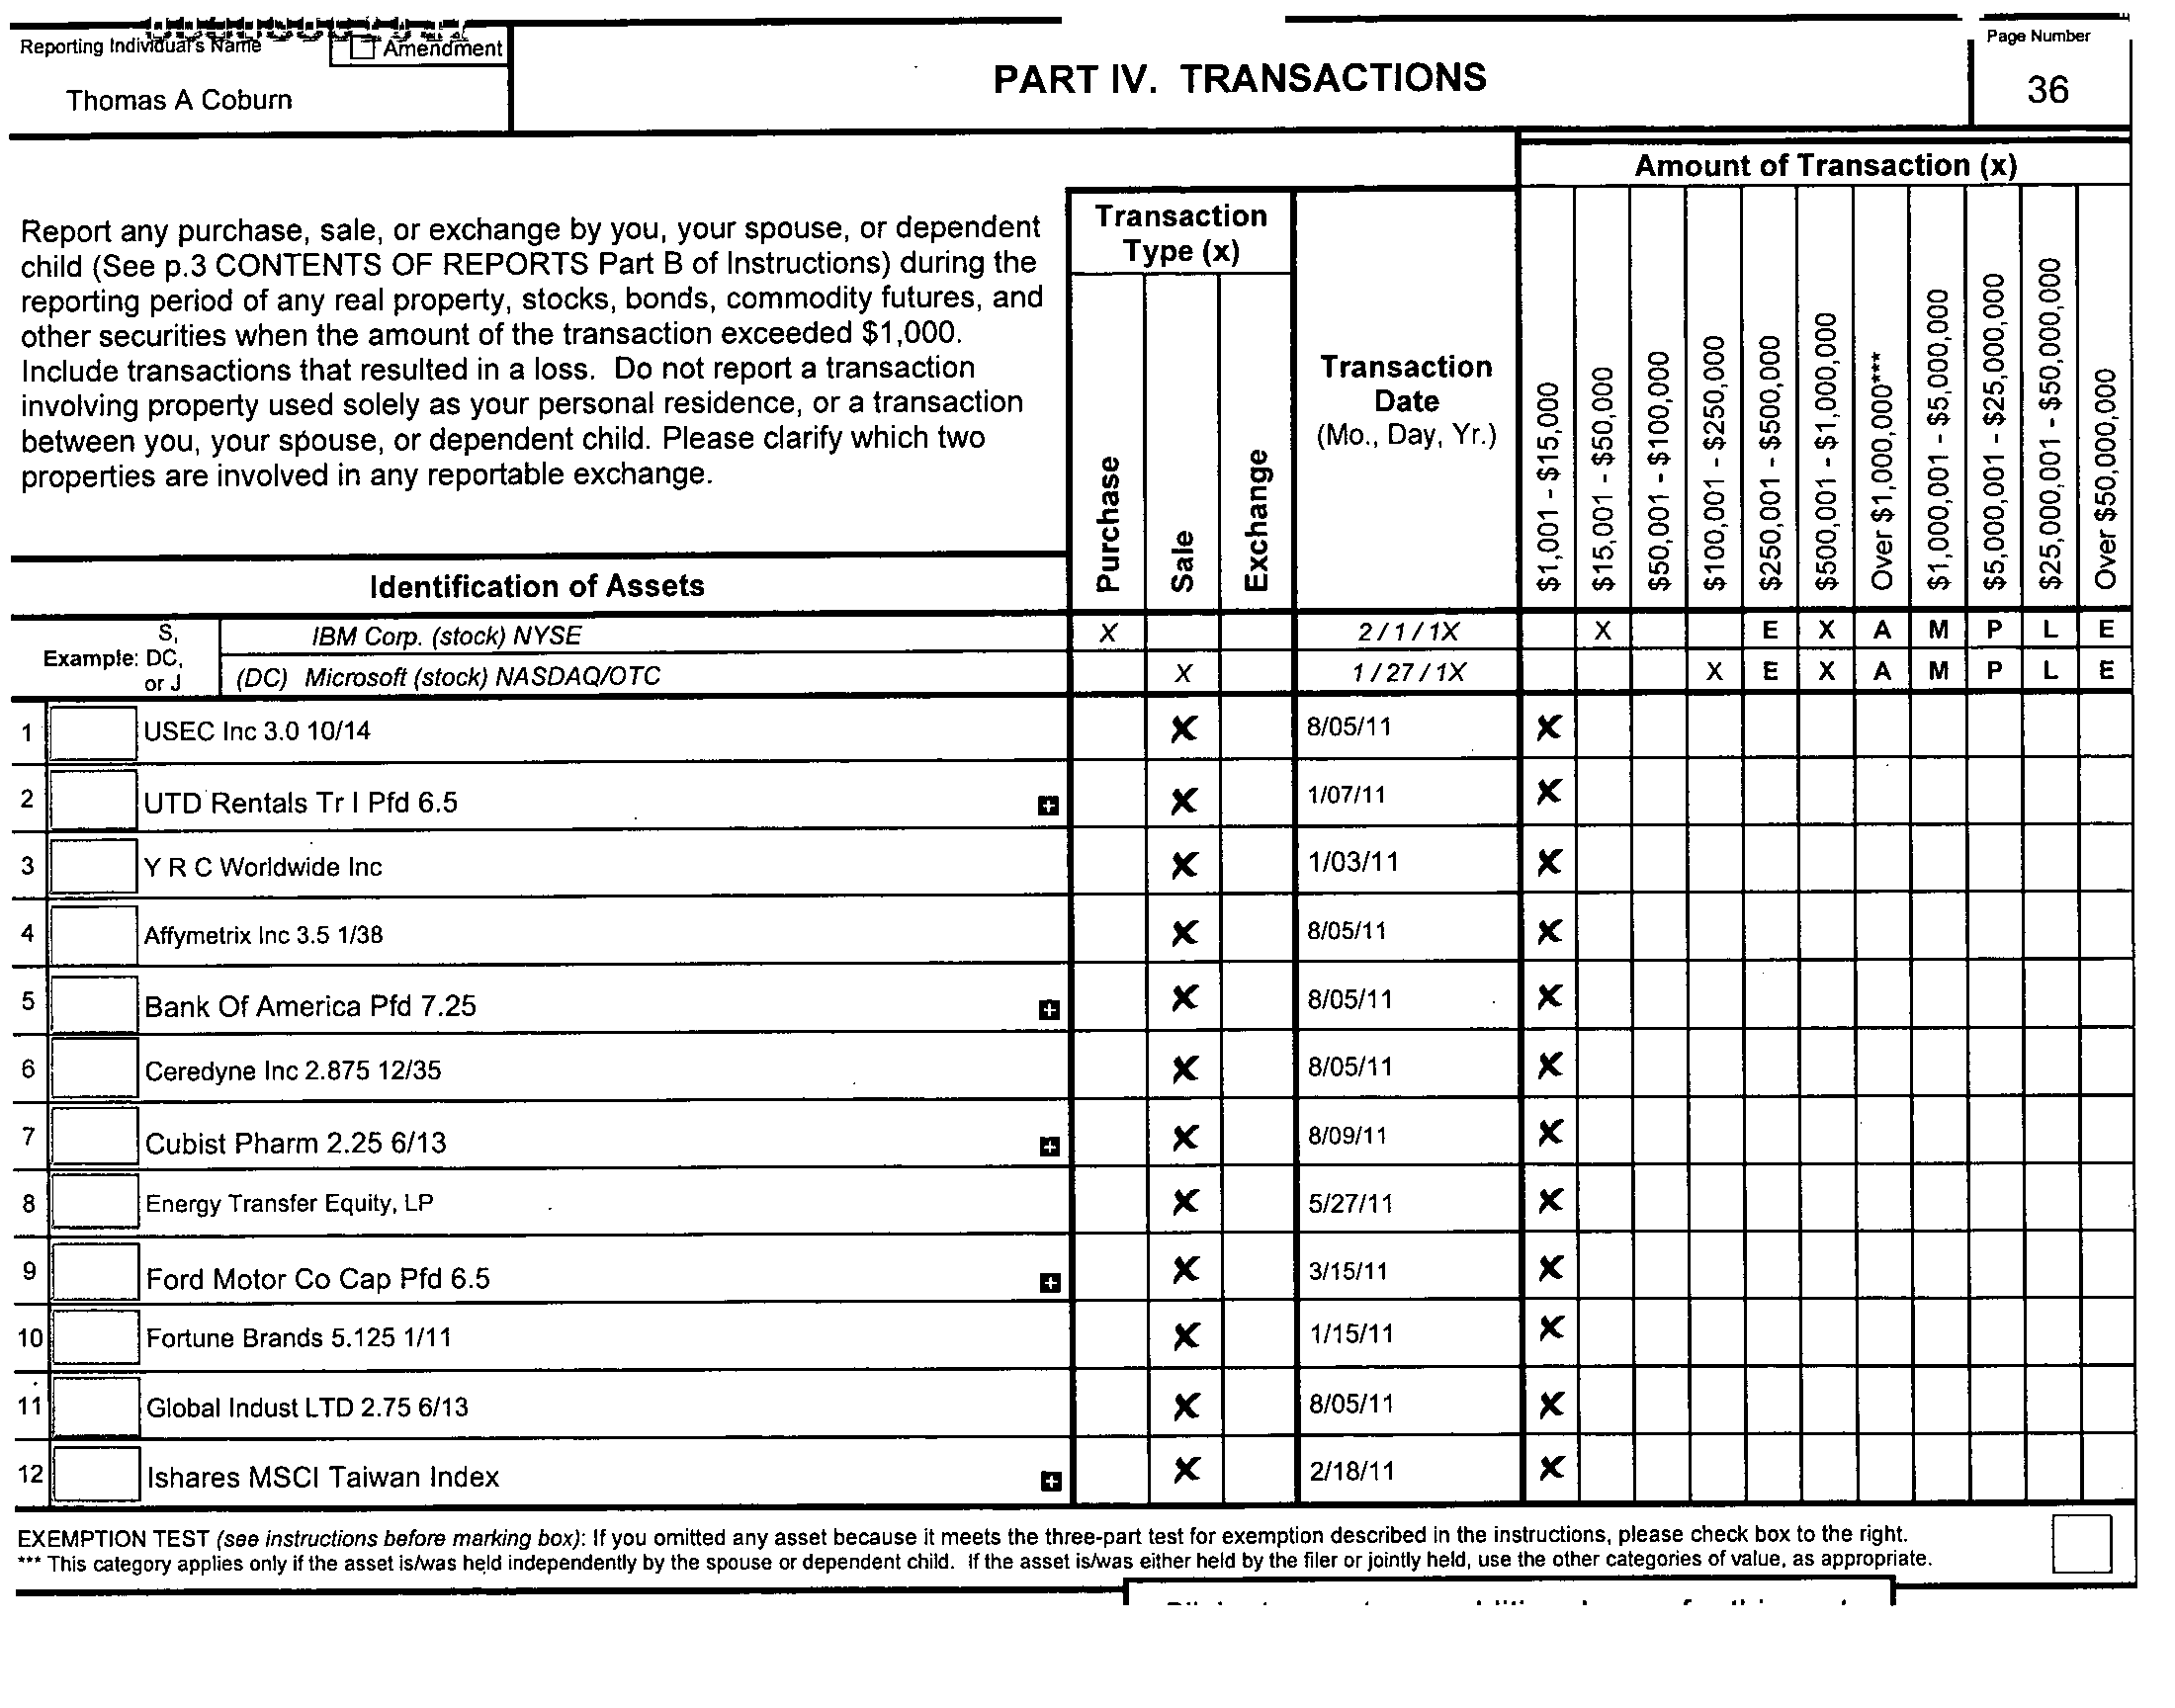 Reporting Individual's Name
Amendment
Thomas A Coburn
PART IV. TRANSACTIONS
Page Number
36
Amount of Transaction (x)
Report any purchase, sale, or exchange by you, your spouse, or dependent
child (See p.3 CONTENTS OF REPORTS Part B of Instructions) during the
reporting period of any real property, stocks, bonds, commodity futures, and
other securities when the amount of the transaction exceeded $1,000.
Include transactions that resulted in a loss. Do not report a transaction
involving property used solely as your personal residence, or a transaction
between you, your spouse, or dependent child. Please clarify which two
properties are involved in any reportable exchange.
Transaction
Type (x)
Purchase
Sale
Exchange
Transaction
Date
(Mo., Day, Yr.)
$1,001 - $15,000
$15,001 - $50,000
$50,001 - $100,000
$100,001 - $250,000
$250,001 - $500,000
$500,001 - $1,000,000
Over $1,000,000***
$1,000,001 - $5,000,000
$5,000,001 - $25,000,000
$25,000,001 - $50,000,000
Over $50,000,000
Identification of Assets
Example: S, DC, or J
IBM Corp. (stock) NYSE X 2/1/1X X E X A M P L E
(DC) Microsoft (stock) NASDAQ/OTC X 1/27/1X X E X A M P L E
1 USEC Inc 3.0 10/14 X 8/05/11 X
2 UTD Rentals Tr I Pfd 6.5 + X 1/07/11 X
3 Y R C Worldwide Inc X 1/03/11 X
4 Affymetrix Inc 3.5 1/38 X 8/05/11 X
5 Bank Of America Pfd 7.25 + X 8/05/11 X
6 Ceredyne Inc 2.875 12/35 X 8/05/11 X
7 Cubist Pharm 2.25 6/13 + X 8/09/11 X
8 Energy Transfer Equity, LP X 5/27/11 X
9 Ford Motor Co Cap Pfd 6.5 + X 3/15/11 X
10 Fortune Brands 5.125 1/11 X 1/15/11 X
11 Global Indust LTD 2.75 6/13 X 8/05/11 X
12 Ishares MSCI Taiwan Index + X 2/18/11 X
EXEMPTION TEST (see instructions before marking box): If you omitted any asset because it meets the three-part test for exemption described in the instructions, please check box to the right.
*** This category applies only if the asset is/was held independently by the spouse or dependent child. If the asset is/was either held by the filer or jointly held, use the other categories of value, as appropriate.